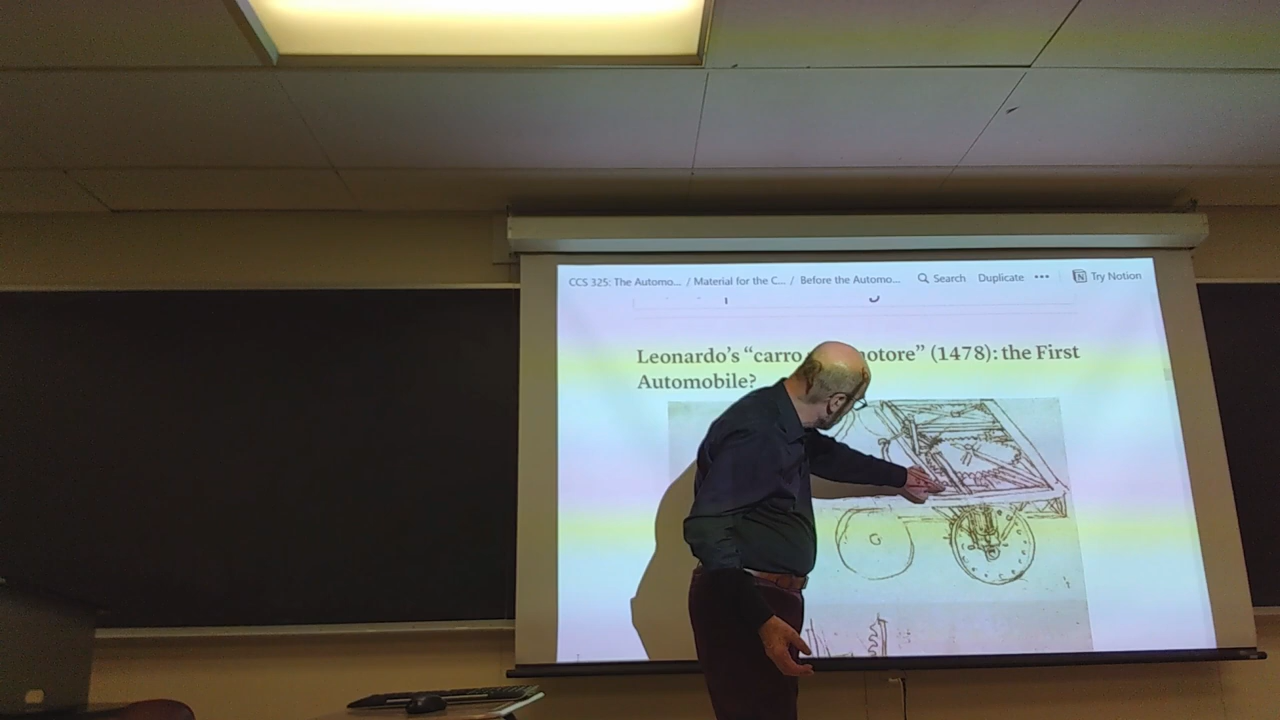 CCS 325: The Automo... / Material for the C... / Before the Automo... Search Duplicate ••• Try Notion
Leonardo's “carro otore” (1478): the First
Automobile?